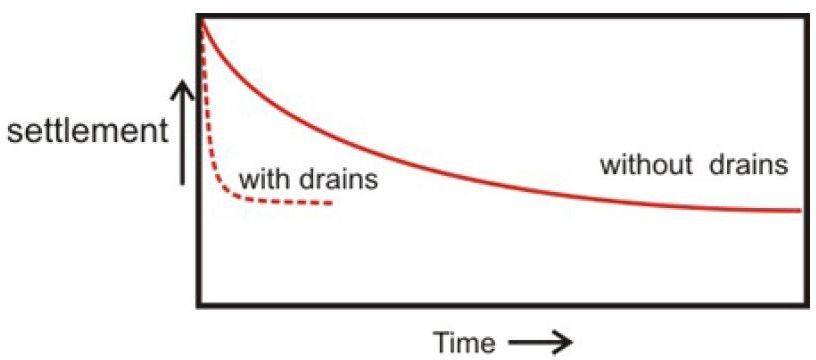 settlement
with drains
without drains
Time